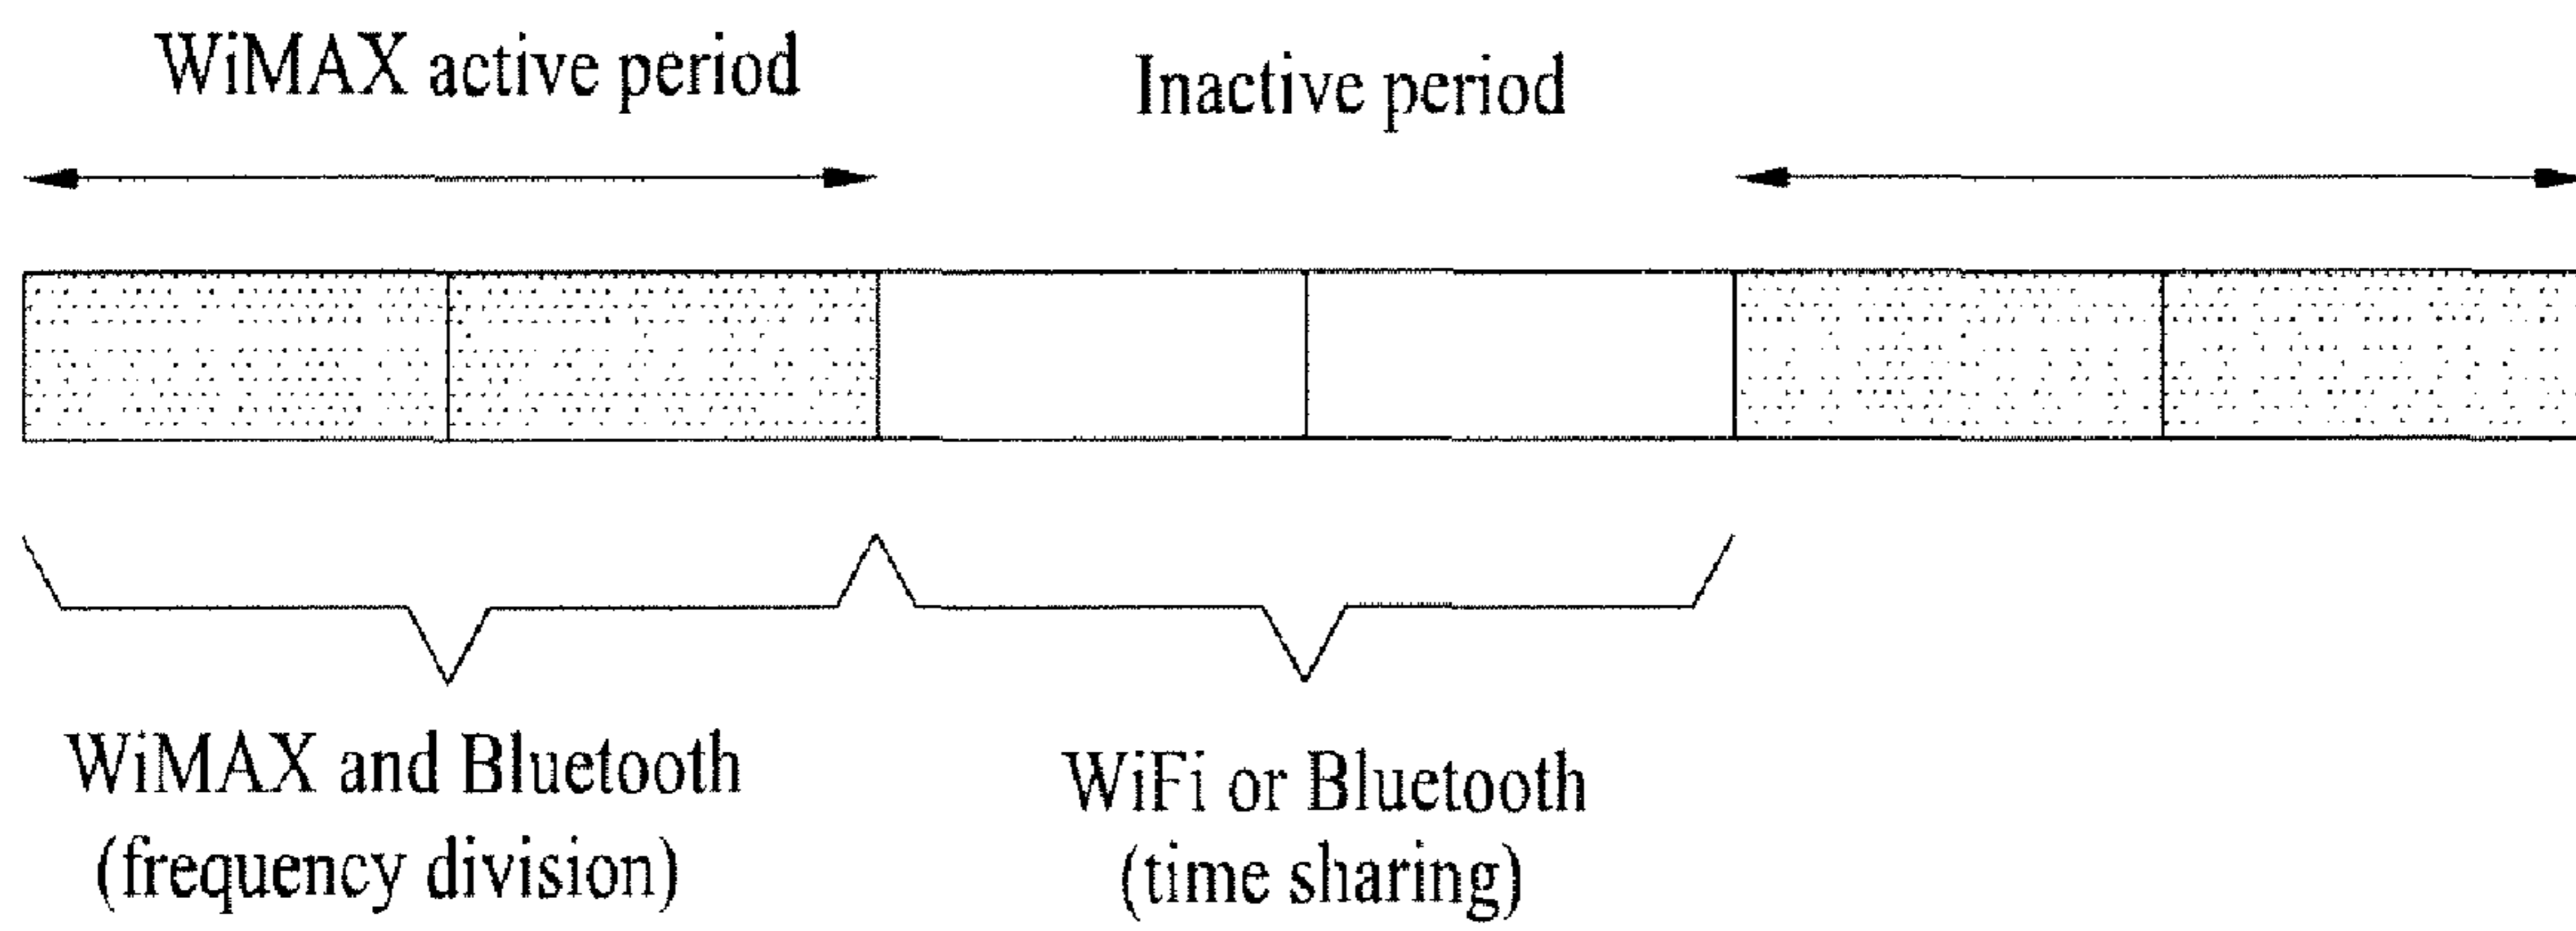 WiMAX active period
Inactive period
WiMAX and Bluetooth
(frequency division)
WiFi or Bluetooth
(time sharing)